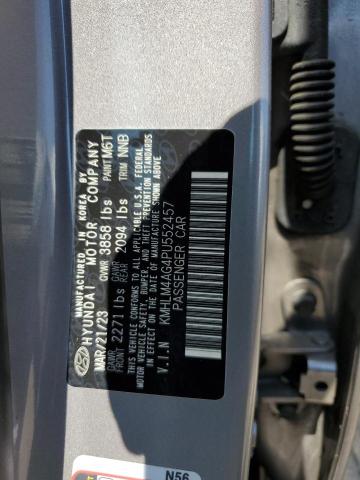 MANUFACTURED IN KOREA BY
HYUNDAI MOTOR COMPANY
MAR/21/23 GVWR 3858 lbs PAINT M6T
GAWR FRONT 2271 lbs GAWR REAR 2094 lbs TRIM NNB
THIS VEHICLE CONFORMS TO ALL APPLICABLE U.S.A. FEDERAL
MOTOR VEHICLE SAFETY, BUMPER, AND THEFT PREVENTION STANDARDS
IN EFFECT ON THE DATE OF MANUFACTURE SHOWN ABOVE.
V.I.N KMHLM4AG4PU552457
PASSENGER CAR
N56